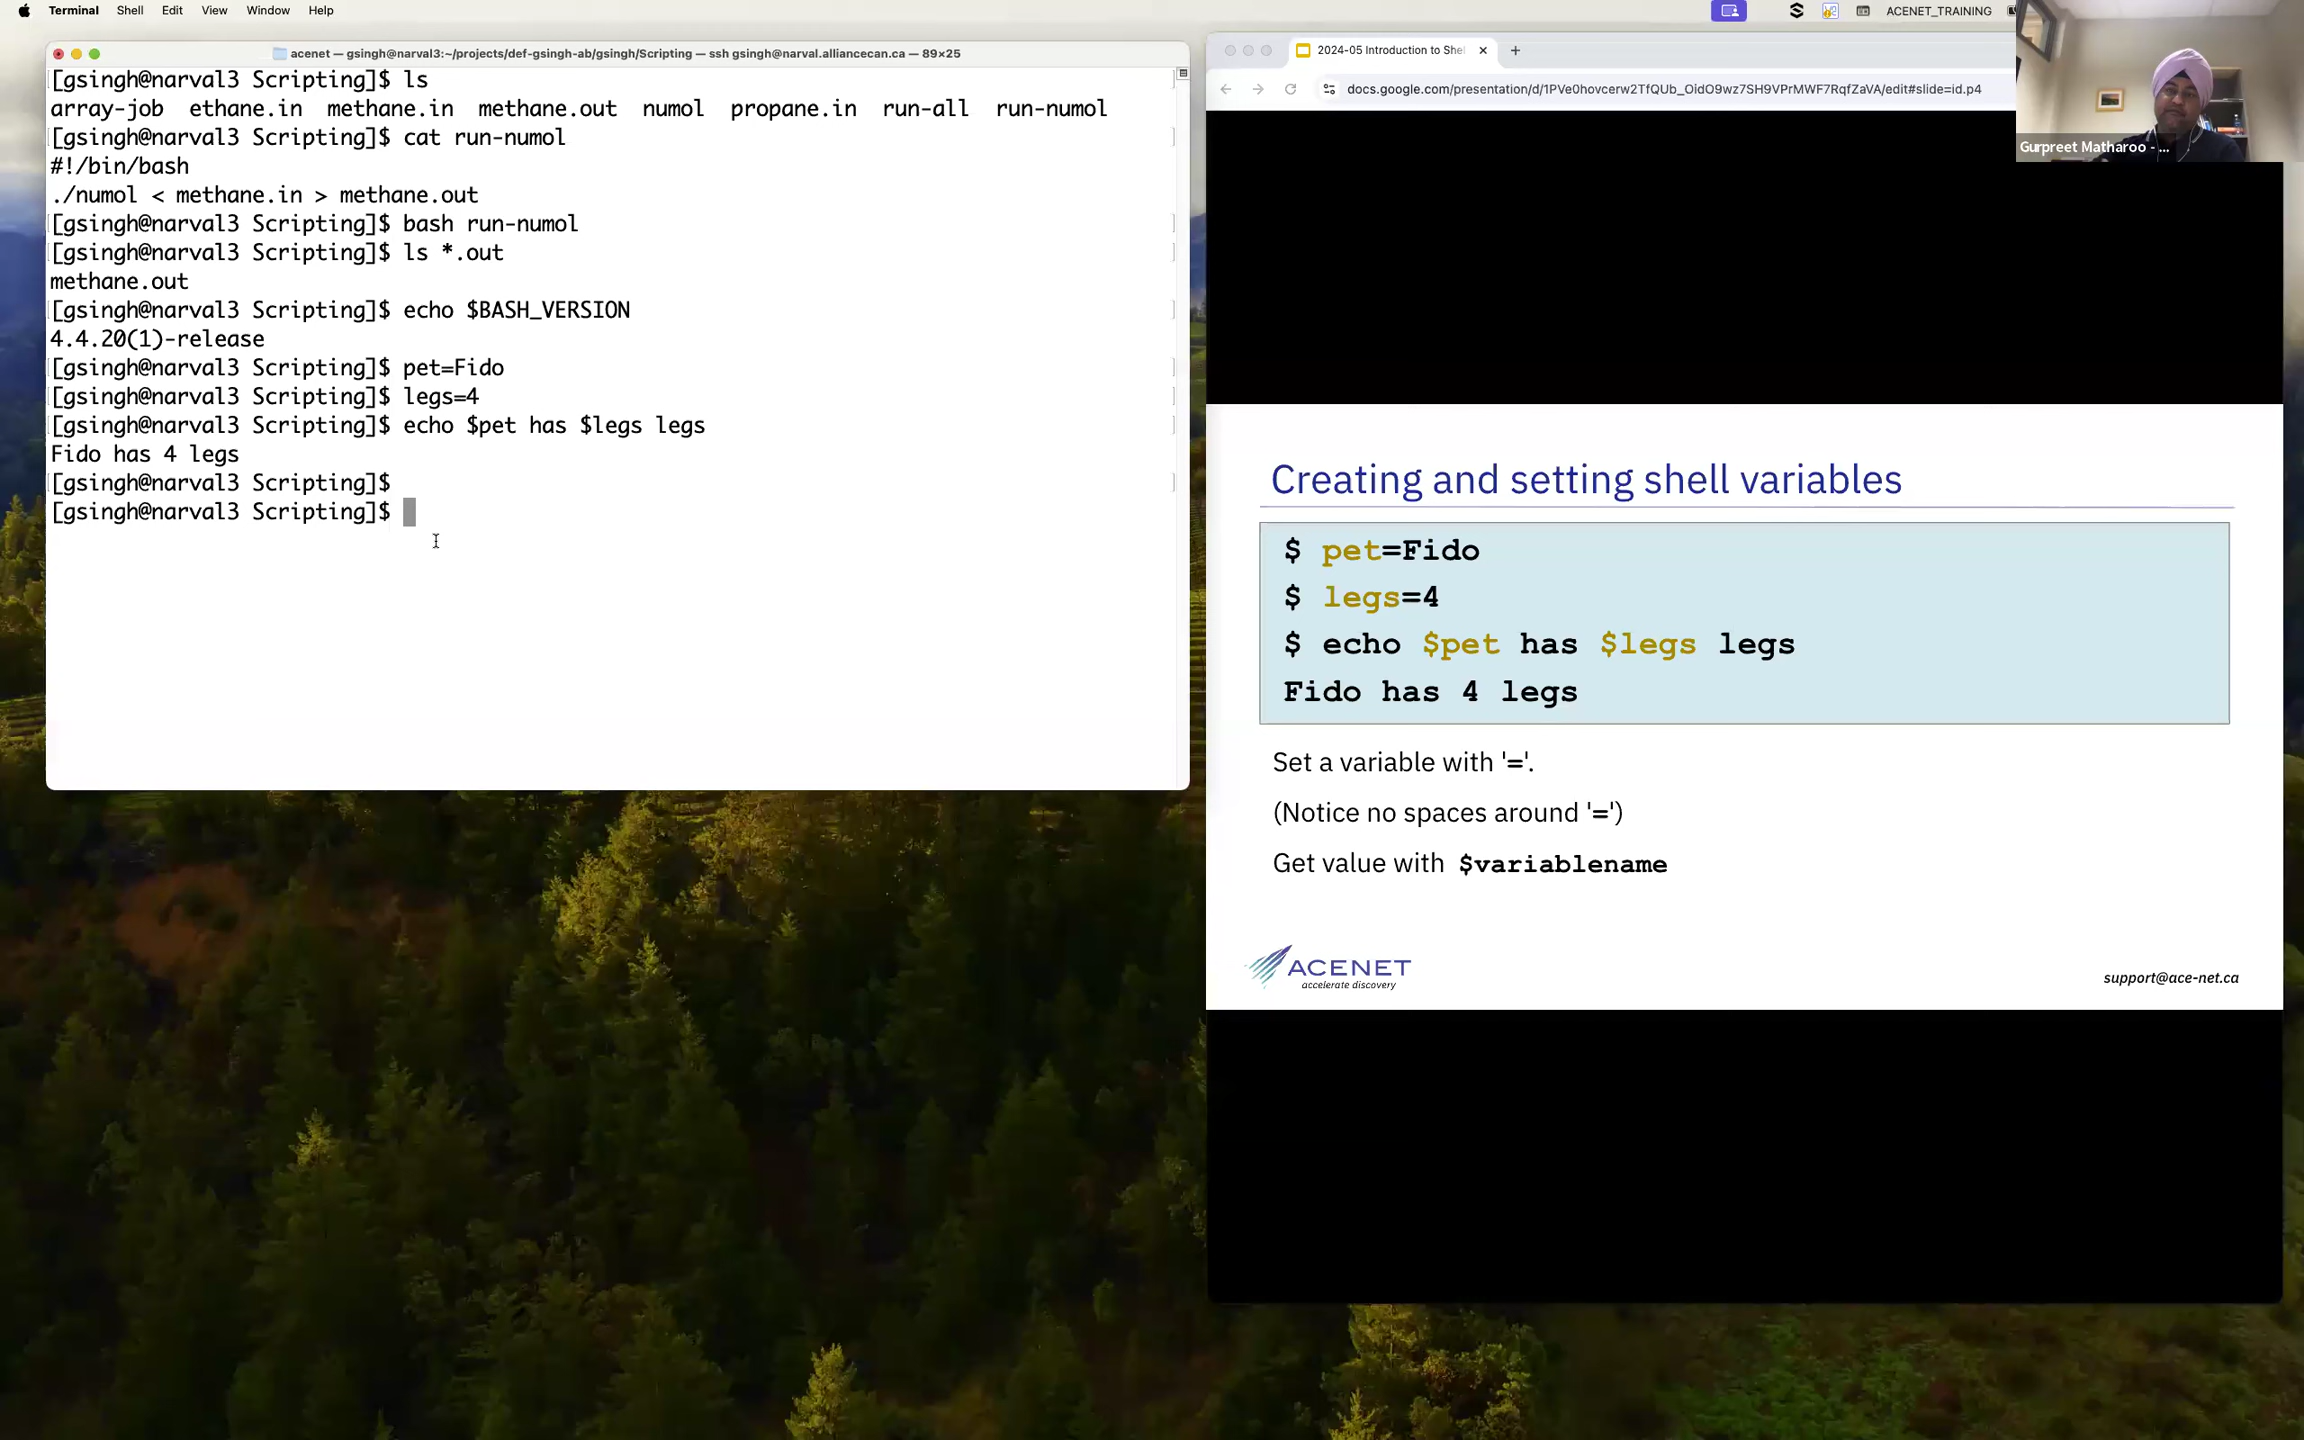 Terminal Shell Edit View Window Help
ACENET_TRAINING
acenet — gsingh@narval3:~/projects/def-gsingh-ab/gsingh/Scripting — ssh gsingh@narval.alliancecan.ca — 89×25
[gsingh@narval3 Scripting]$ ls
array-job ethane.in methane.in methane.out numol propane.in run-all run-numol
[gsingh@narval3 Scripting]$ cat run-numol
#!/bin/bash
./numol < methane.in > methane.out
[gsingh@narval3 Scripting]$ bash run-numol
[gsingh@narval3 Scripting]$ ls *.out
methane.out
[gsingh@narval3 Scripting]$ echo $BASH_VERSION
4.4.20(1)-release
[gsingh@narval3 Scripting]$ pet=Fido
[gsingh@narval3 Scripting]$ legs=4
[gsingh@narval3 Scripting]$ echo $pet has $legs legs
Fido has 4 legs
[gsingh@narval3 Scripting]$
[gsingh@narval3 Scripting]$
2024-05 Introduction to She
docs.google.com/presentation/d/1PVe0hovcerw2TfQUb_OidO9wz7SH9VPrMWF7RqfZaVA/edit#slide=id.p4
Gurpreet Matharoo - ...
Creating and setting shell variables
$ pet=Fido
$ legs=4
$ echo $pet has $legs legs
Fido has 4 legs
Set a variable with '='.
(Notice no spaces around '=')
Get value with $variablename
ACENET
accelerate discovery
support@ace-net.ca